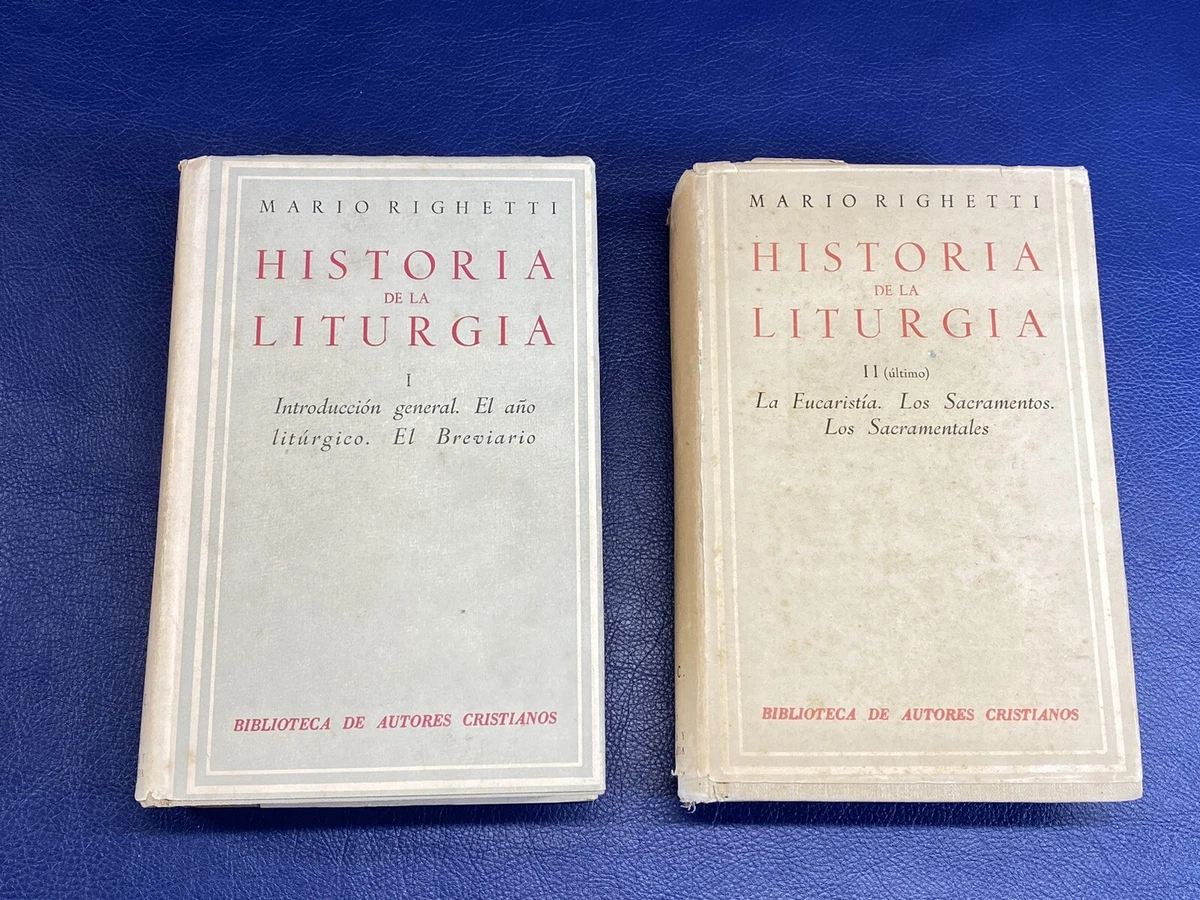 MARIO RIGHETTI
HISTORIA
DE LA
LITURGIA
I
Introducción general. El año
litúrgico. El Breviario
BIBLIOTECA DE AUTORES CRISTIANOS
MARIO RIGHETTI
HISTORIA
DE LA
LITURGIA
II (último)
La Eucaristía. Los Sacramentos.
Los Sacramentales
BIBLIOTECA DE AUTORES CRISTIANOS